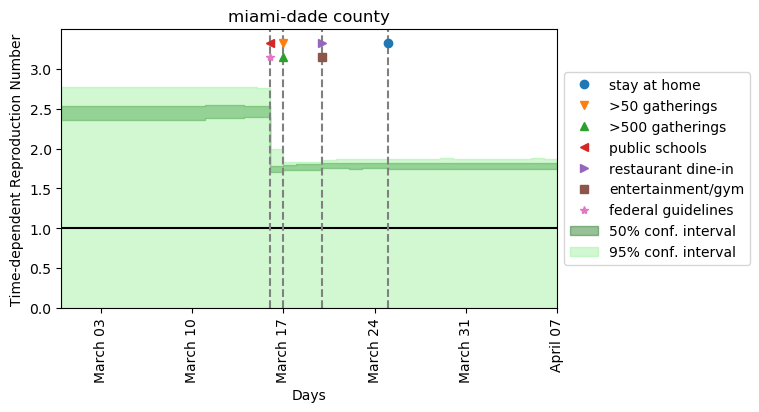 miami-dade county
Time-dependent Reproduction Number
3.0
2.5
2.0
1.5
1.0
0.5
0.0
March 03
March 10
March 17
March 24
March 31
April 07
Days
stay at home
>50 gatherings
>500 gatherings
public schools
restaurant dine-in
entertainment/gym
federal guidelines
50% conf. interval
95% conf. interval